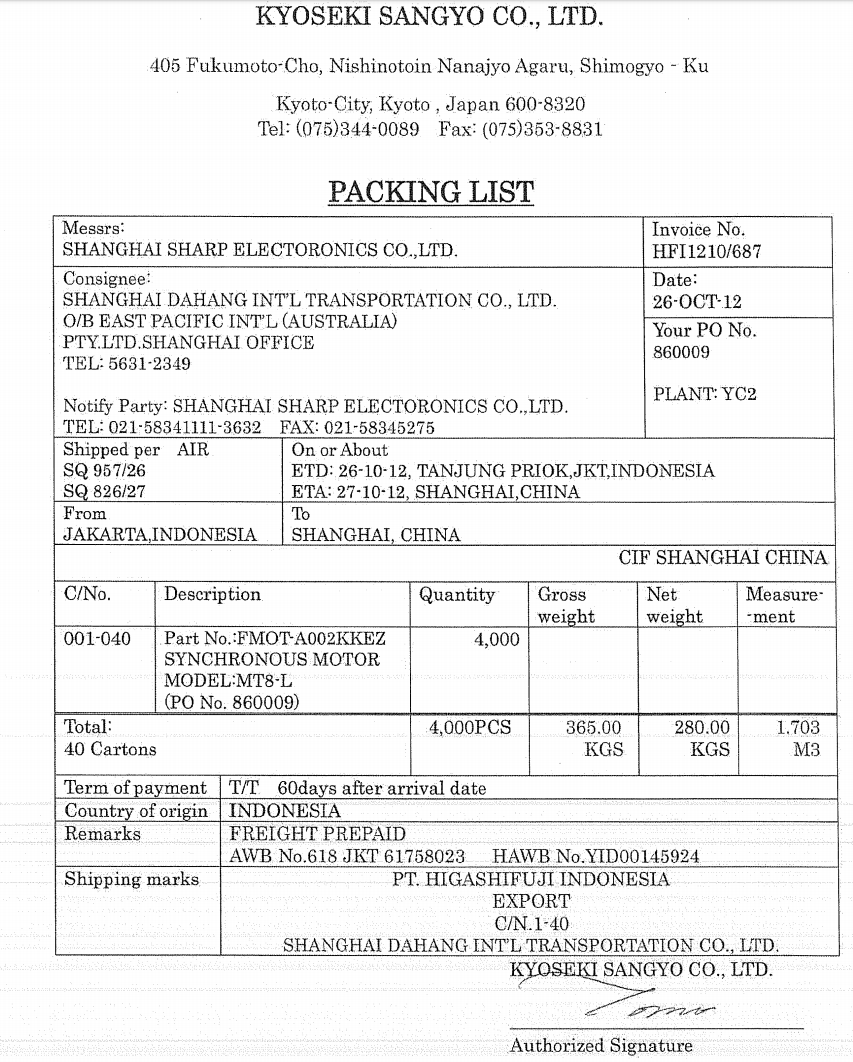 KYOSEKI SANGYO CO., LTD.
405 Fukumoto-Cho, Nishinotoin Nanajyo Agaru, Shimogyo - Ku
Kyoto-City, Kyoto , Japan 600-8320
Tel: (075)344-0089 Fax: (075)353-8831
PACKING LIST
Messrs:
SHANGHAI SHARP ELECTORONICS CO.,LTD.
Invoice No.
HFI1210/687
Consignee:
SHANGHAI DAHANG INT'L TRANSPORTATION CO., LTD.
O/B EAST PACIFIC INT'L (AUSTRALIA)
PTY.LTD.SHANGHAI OFFICE
TEL: 5631-2349
Notify Party: SHANGHAI SHARP ELECTORONICS CO.,LTD.
TEL: 021-58341111-3632 FAX: 021-58345275
Date:
26-OCT-12
Your PO No.
860009
PLANT: YC2
Shipped per AIR
SQ 957/26
SQ 826/27
On or About
ETD: 26-10-12, TANJUNG PRIOK,JKT,INDONESIA
ETA: 27-10-12, SHANGHAI,CHINA
From
JAKARTA,INDONESIA
To
SHANGHAI, CHINA
CIF SHANGHAI CHINA
C/No. Description Quantity Gross weight Net weight Measure-
-ment
001-040 Part No.:FMOT-A002KKEZ 4,000
SYNCHRONOUS MOTOR
MODEL:MT8-L
(PO No. 860009)
Total: 4,000PCS 365.00 280.00 1.703
40 Cartons KGS KGS M3
Term of payment T/T 60days after arrival date
Country of origin INDONESIA
Remarks FREIGHT PREPAID
AWB No.618 JKT 61758023 HAWB No.YID00145924
Shipping marks PT. HIGASHIFUJI INDONESIA
EXPORT
C/N.1-40
SHANGHAI DAHANG INT'L TRANSPORTATION CO., LTD.
KYOSEKI SANGYO CO., LTD.
Authorized Signature